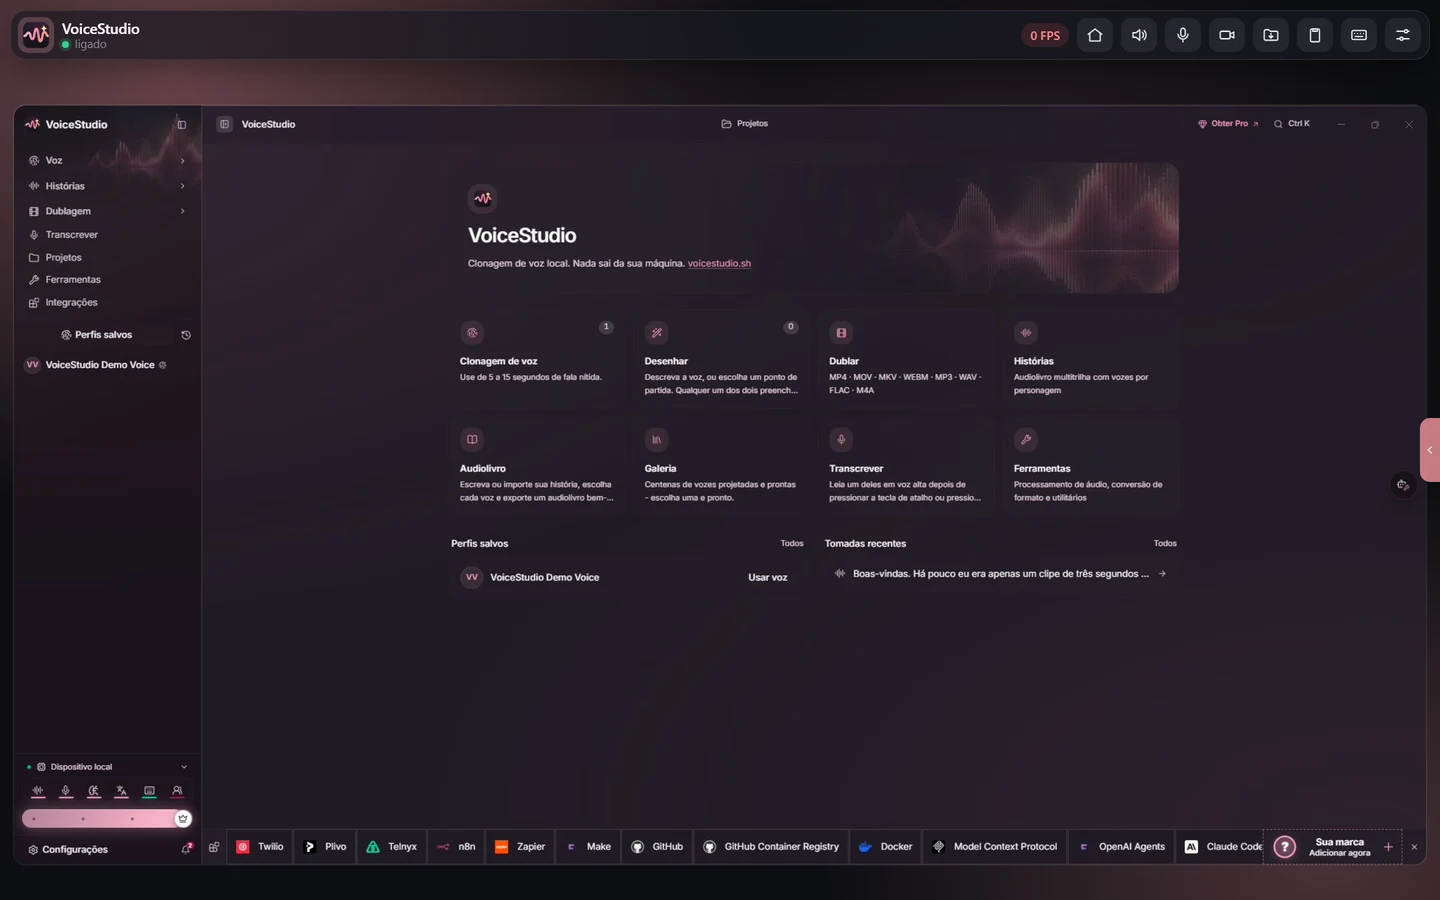 VoiceStudio
ligado
0 FPS
VoiceStudio
Voz
Histórias
Dublagem
Transcrever
Projetos
Ferramentas
Integrações
Perfis salvos
VV VoiceStudio Demo Voice
Dispositivo local
Configurações
2
VoiceStudio
Projetos
Obter Pro
Ctrl K
VoiceStudio
Clonagem de voz local. Nada sai da sua máquina. voicestudio.sh
1
Clonagem de voz
Use de 5 a 15 segundos de fala nítida.
0
Desenhar
Descreva a voz, ou escolha um ponto de
partida. Qualquer um dos dois preench...
Dublar
MP4 · MOV · MKV · WEBM · MP3 · WAV ·
FLAC · M4A
Histórias
Audiolivro multitrilha com vozes por
personagem
Audiolivro
Escreva ou importe sua história, escolha
cada voz e exporte um audiolivro bem-...
Galeria
Centenas de vozes projetadas e prontas
- escolha uma e pronto.
Transcrever
Leia um deles em voz alta depois de
pressionar a tecla de atalho ou pressio...
Ferramentas
Processamento de áudio, conversão de
formato e utilitários
Perfis salvos
Todos
VV VoiceStudio Demo Voice
Usar voz
Tomadas recentes
Todos
Boas-vindas. Há pouco eu era apenas um clipe de três segundos ...
Twilio
Plivo
Telnyx
n8n
Zapier
Make
GitHub
GitHub Container Registry
Docker
Model Context Protocol
OpenAI Agents
Claude Code
?
Sua marca
Adicionar agora